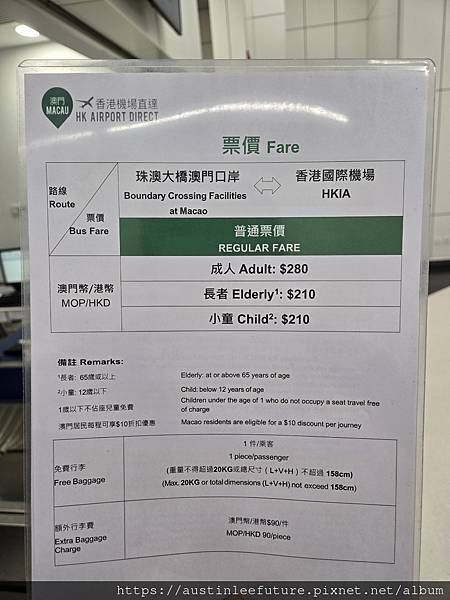 澳門
MACAU
香港機場直達
HK AIRPORT DIRECT
票價 Fare
路線
Route
票價
Bus Fare
珠澳大橋澳門口岸
Boundary Crossing Facilities
at Macao
香港國際機場
HKIA
普通票價
REGULAR FARE
澳門幣/港幣
MOP/HKD
成人 Adult: $280
長者 Elderly¹: $210
小童 Child²: $210
備註 Remarks:
¹長者: 65歲或以上 Elderly: at or above 65 years of age
²小童: 12歲以下 Child: below 12 years of age
1歲以下不佔座兒童免費 Children under the age of 1 who do not occupy a seat travel free
of charge
澳門居民每程可享$10折扣優惠 Macao residents are eligible for a $10 discount per journey
免費行李
Free Baggage
1 件/乘客
1 piece/passenger
(重量不得超過20KG或總尺寸（L+V+H）不超過 158cm)
(Max. 20KG or total dimensions (L+V+H) not exceed 158cm)
額外行李費
Extra Baggage
Charge
澳門幣/港幣$90/件
MOP/HKD 90/piece
https://austinleefuture.pixnet.net/album